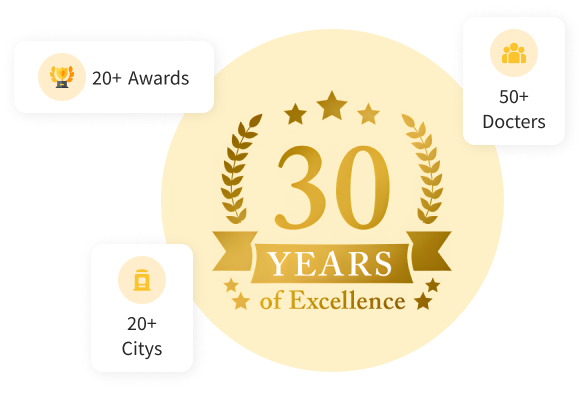 20+ Awards
50+
Docters
30
YEARS
of Excellence
20+
Citys